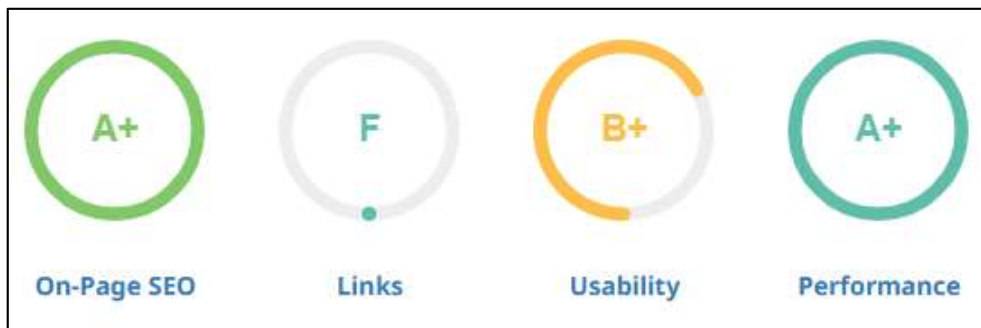 A+ F B+ A+
On-Page SEO Links Usability Performance